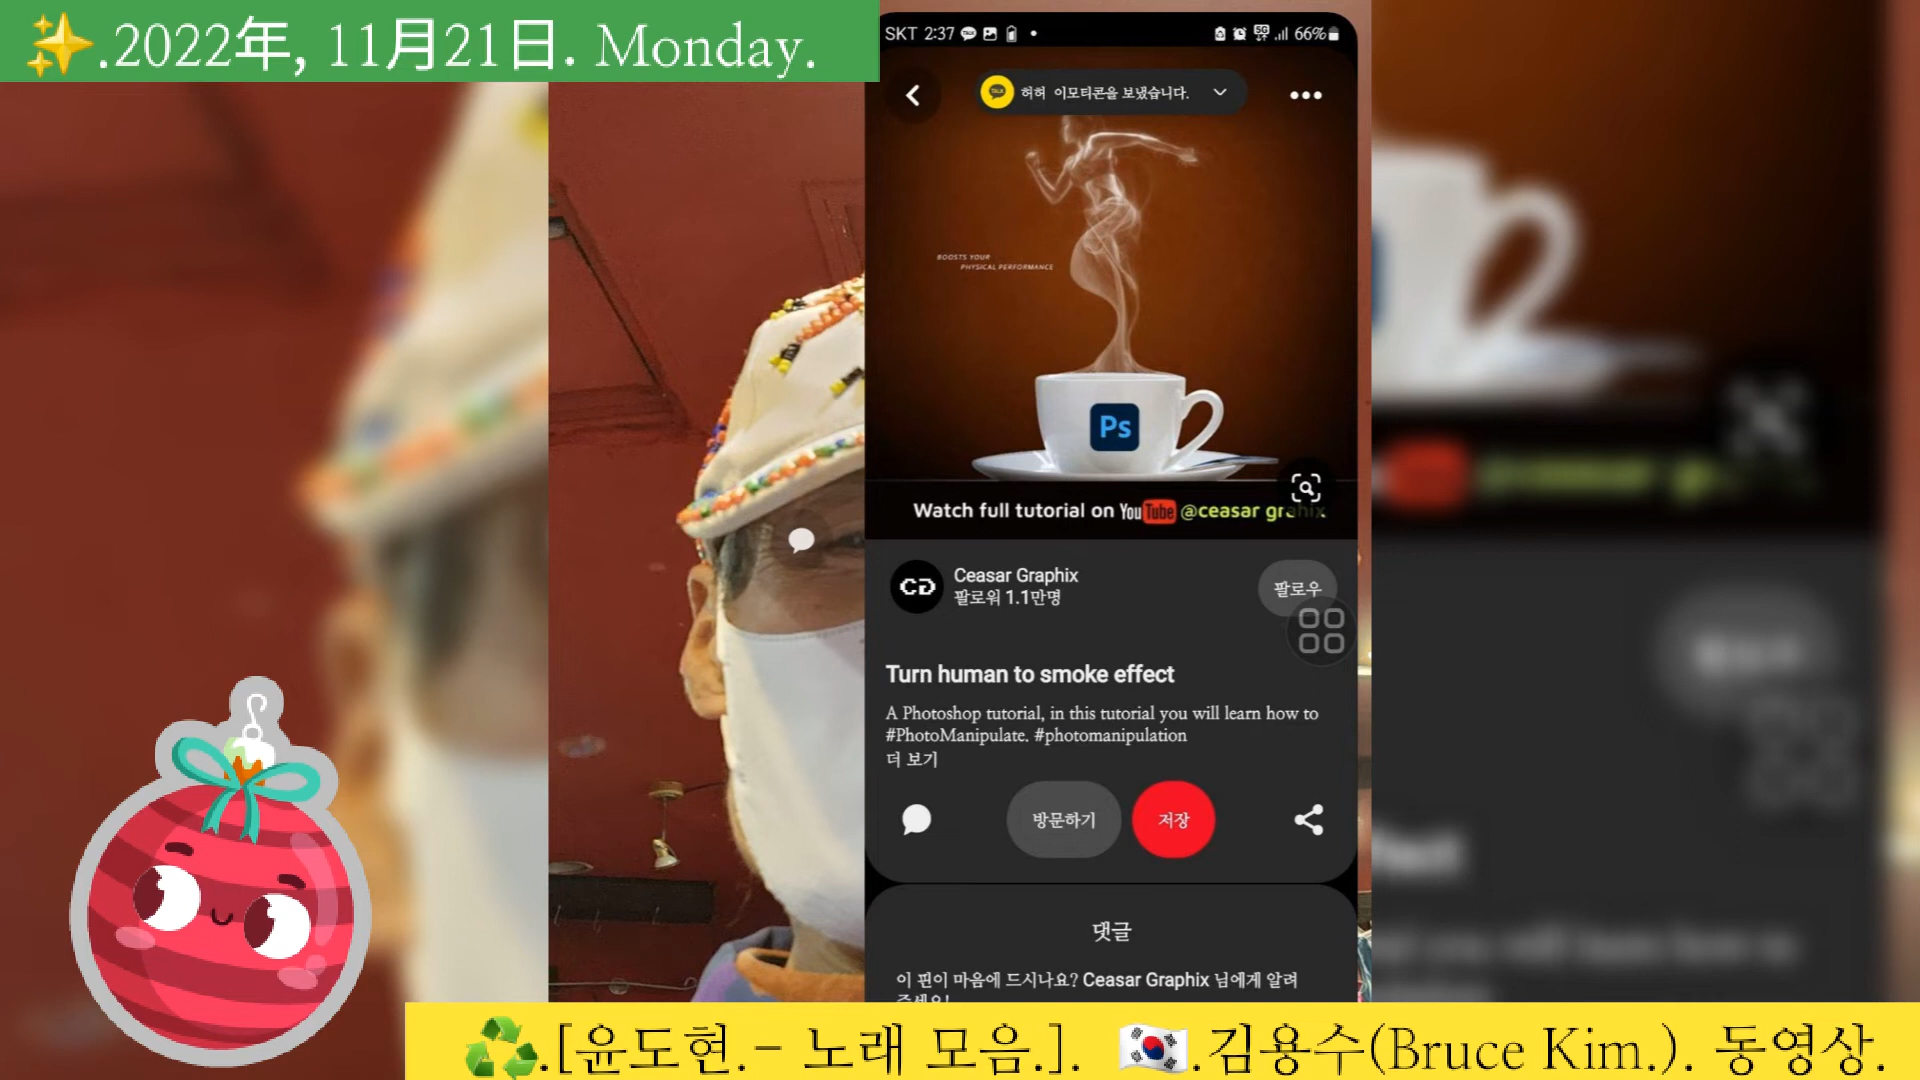 ✨.2022年, 11月21日. Monday.
SKT 2:37
66%
허허 이모티콘을 보냈습니다.
BOOSTS YOUR
PHYSICAL PERFORMANCE
Ps
Watch full tutorial on YouTube @ceasar grahix.
CG
Ceasar Graphix
팔로워 1.1만명
팔로우
Turn human to smoke effect
A Photoshop tutorial, in this tutorial you will learn how to
#PhotoManipulate. #photomanipulation
더 보기
방문하기
저장
댓글
이 핀이 마음에 드시나요? Ceasar Graphix 님에게 알려
주세요!
♻.[윤도현.- 노래 모음.]. 🇰🇷.김용수(Bruce Kim.). 동영상.